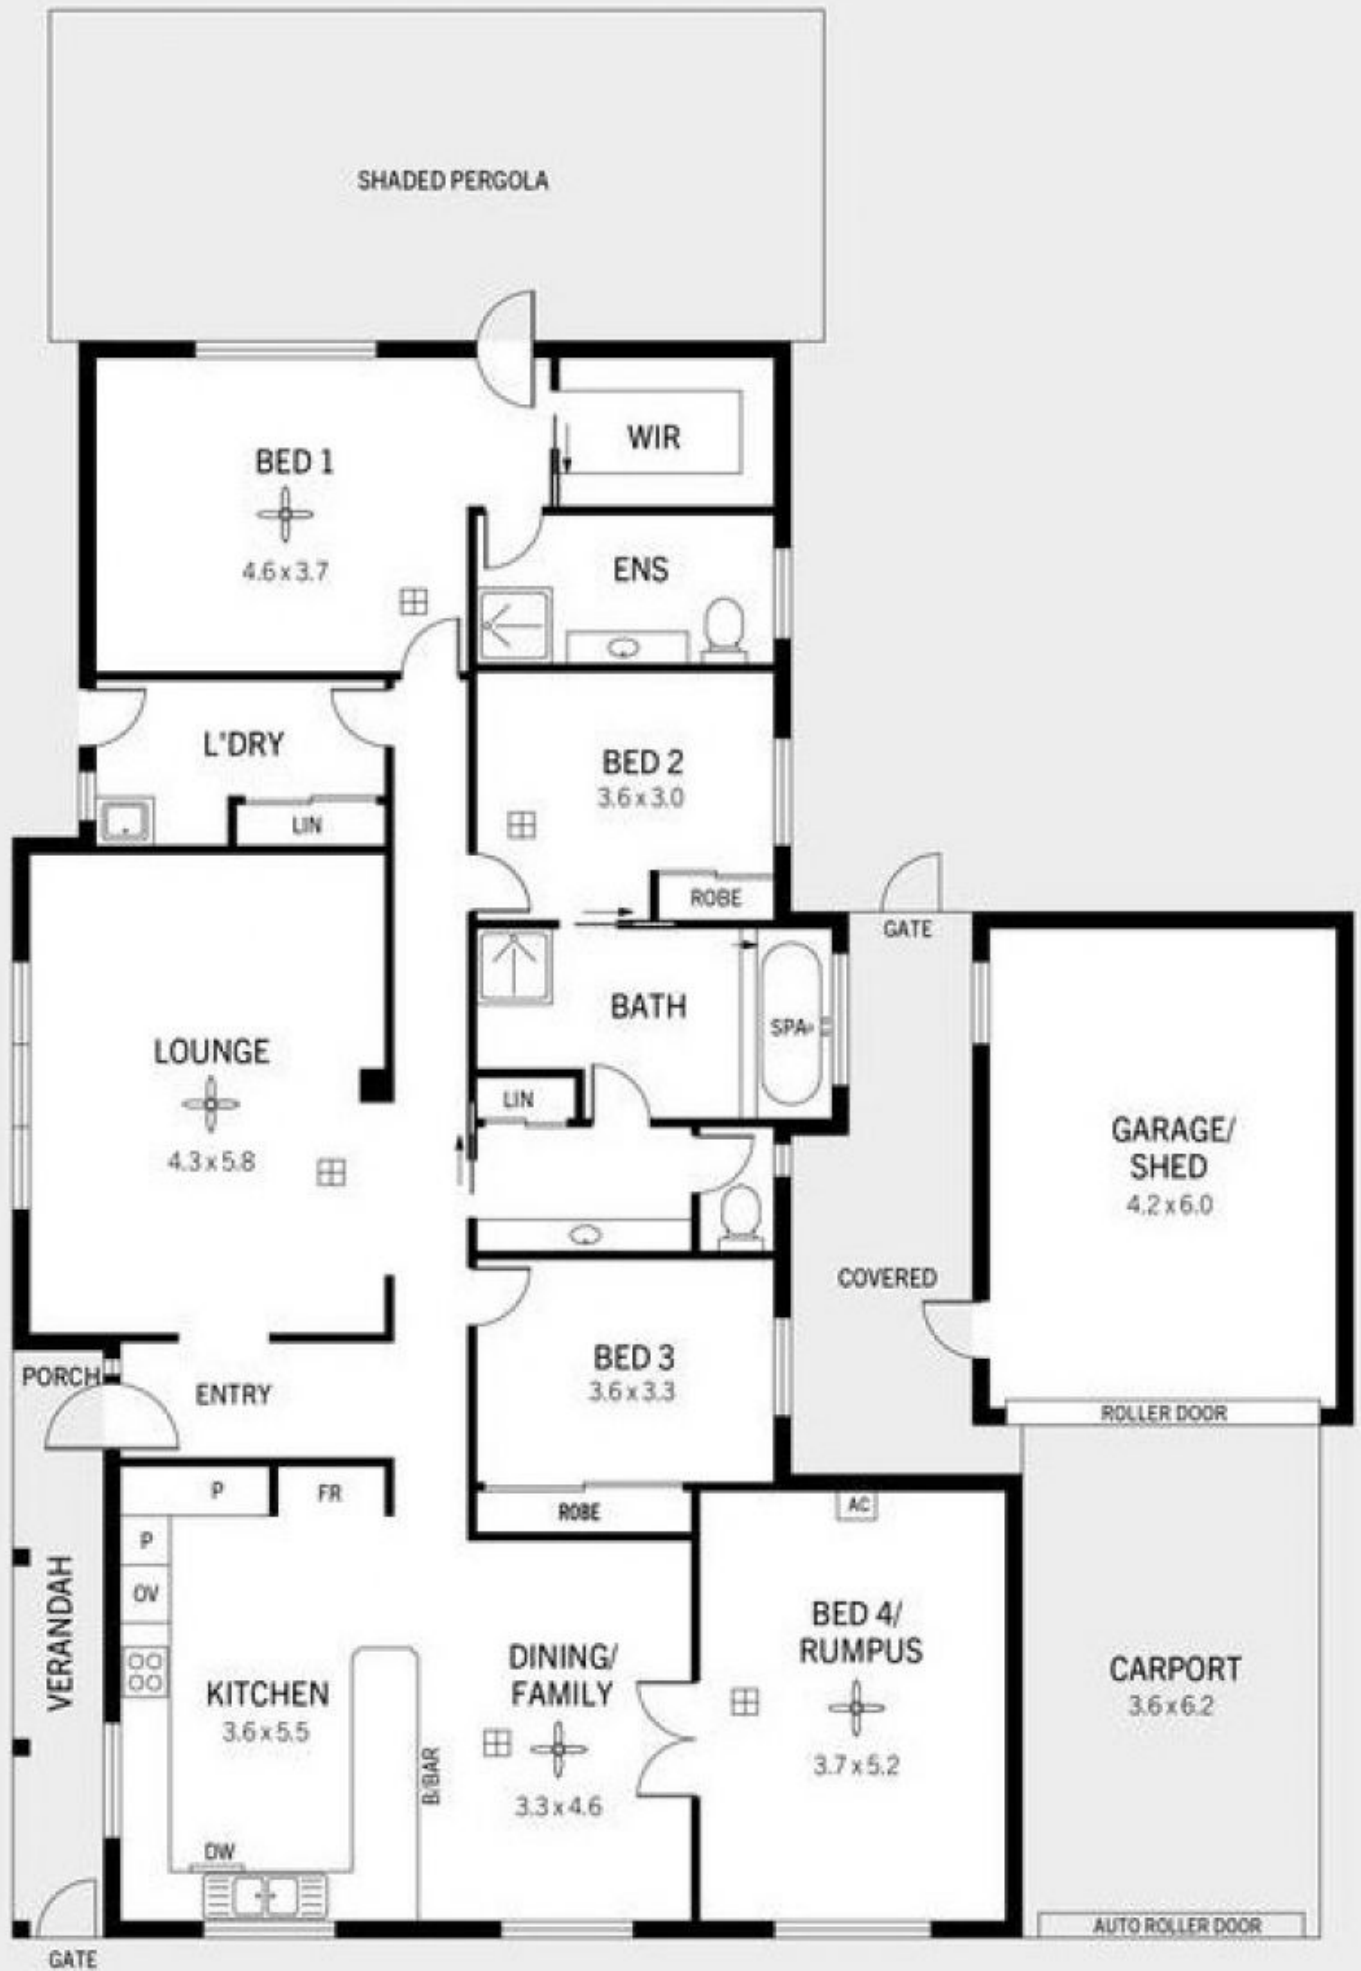 SHADED PERGOLA
WIR
BED 1
4.6 x 3.7
ENS
L'DRY
LIN
BED 2
3.6 x 3.0
ROBE
GATE
BATH
SPA
LOUNGE
4.3 x 5.8
LIN
GARAGE/
SHED
4.2 x 6.0
COVERED
BED 3
3.6 x 3.3
PORCH
ENTRY
ROLLER DOOR
P
FR
ROBE
AC
P
OV
VERANDAH
KITCHEN
3.6 x 5.5
B/BAR
DINING/
FAMILY
3.3 x 4.6
BED 4/
RUMPUS
3.7 x 5.2
CARPORT
3.6 x 6.2
DW
AUTO ROLLER DOOR
GATE